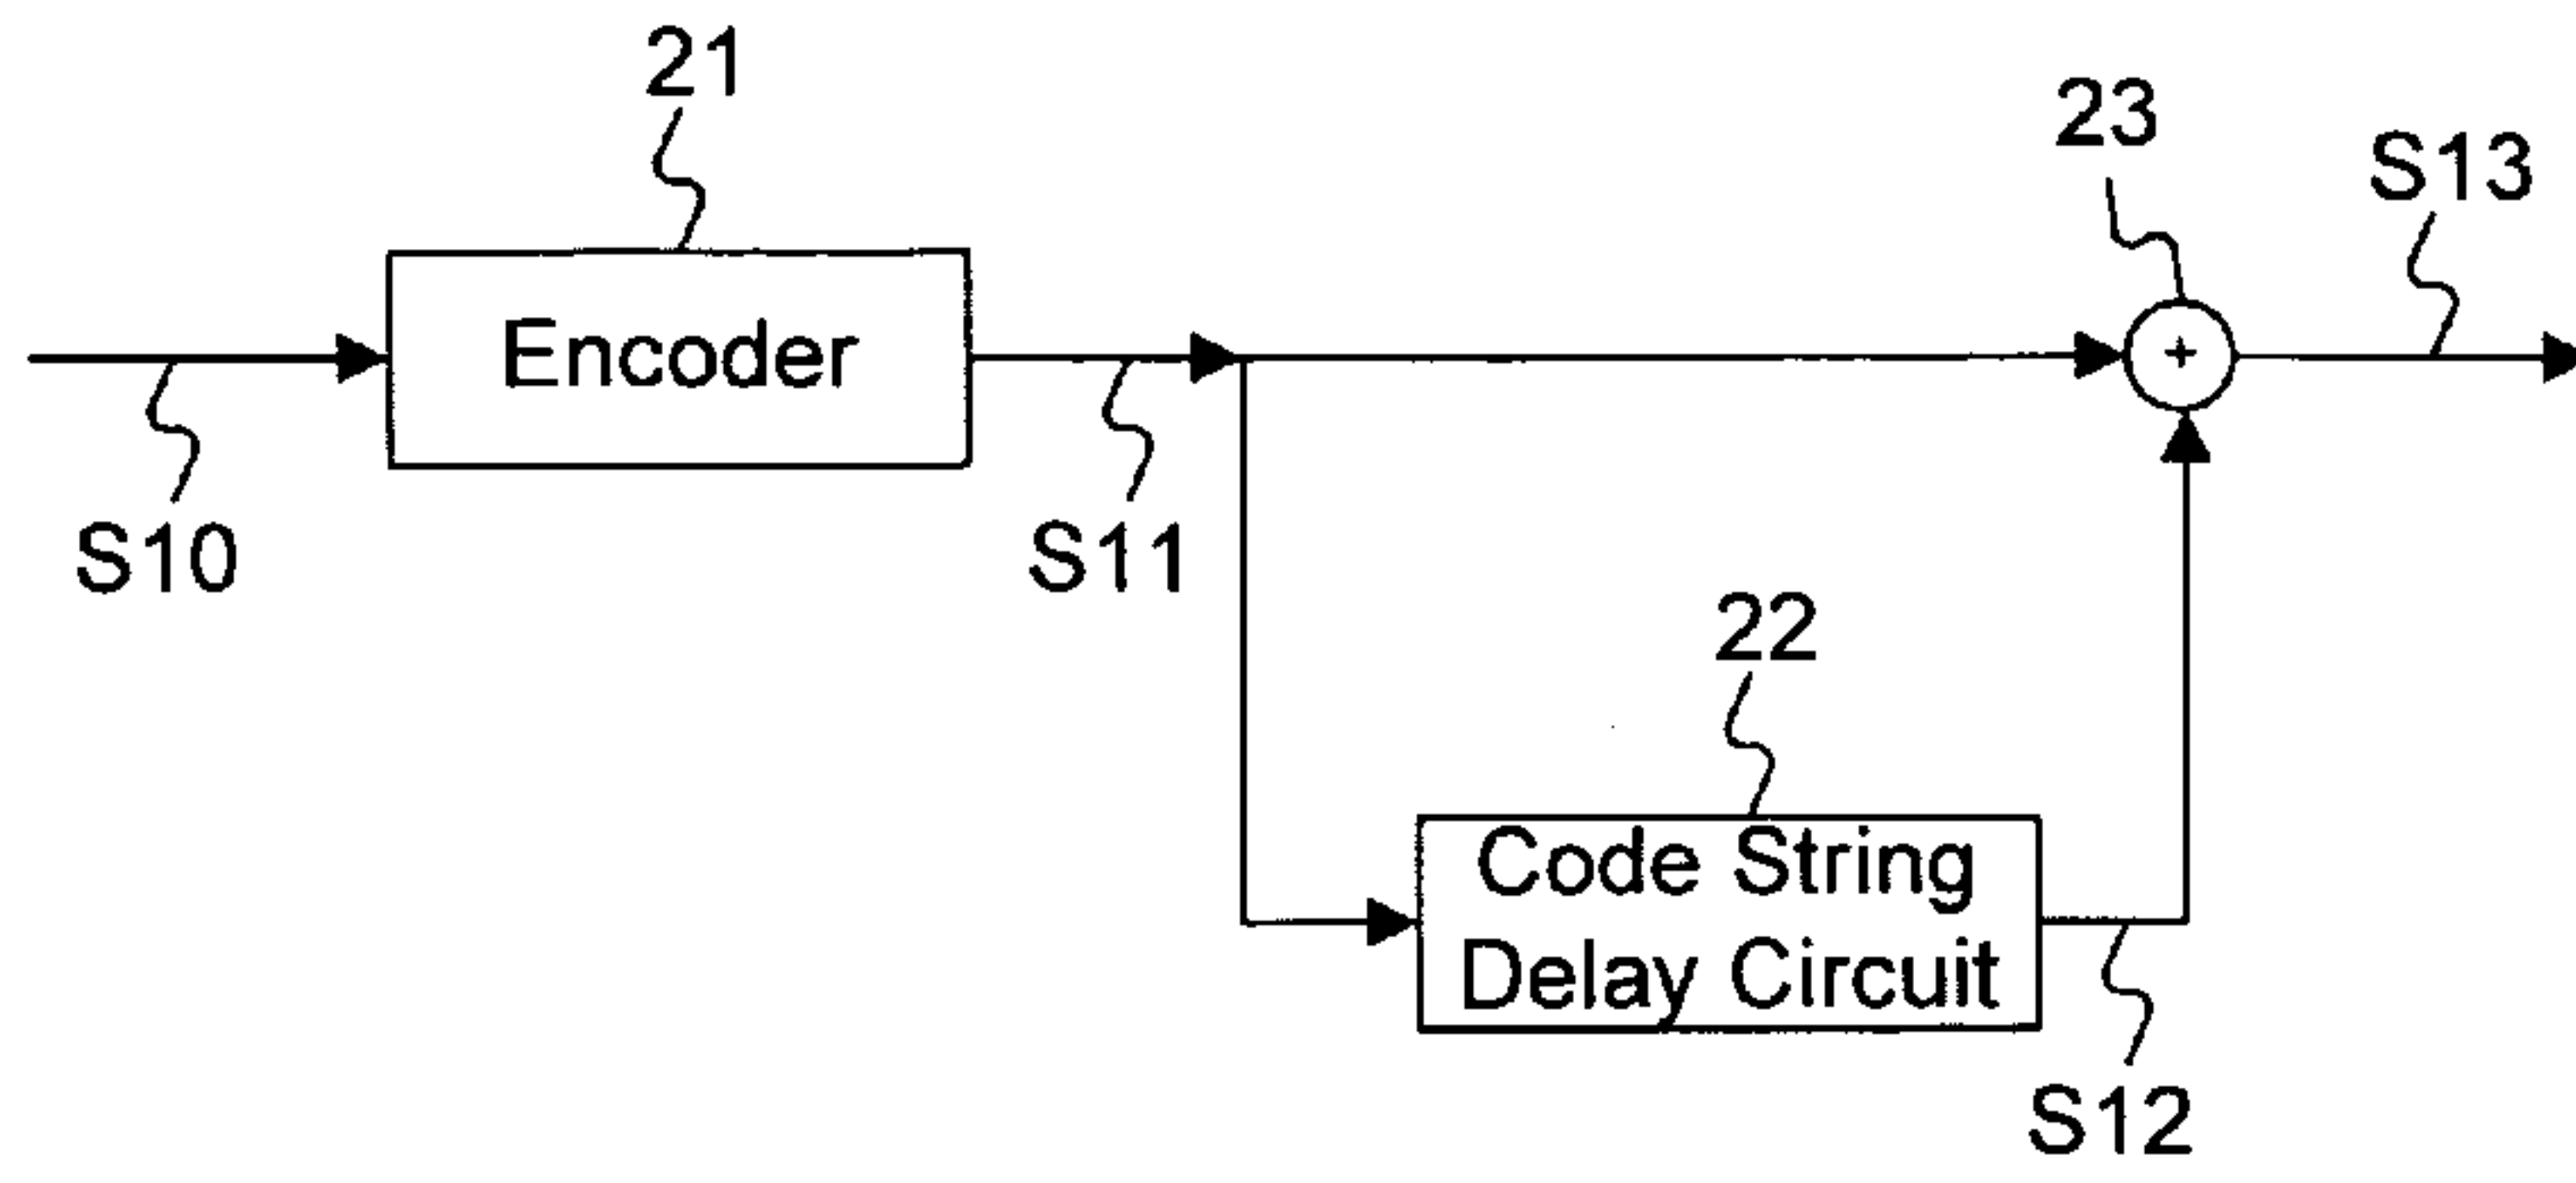 21
23
S13
Encoder
+
S10
S11
22
Code String
Delay Circuit
S12